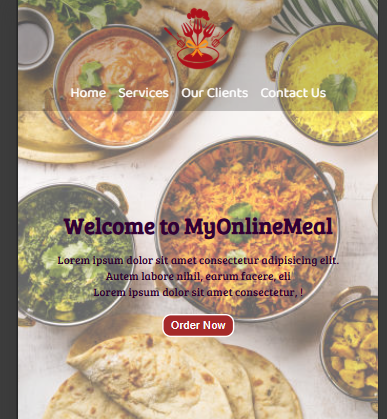 Home Services Our Clients Contact Us
Welcome to MyOnlineMeal
Lorem ipsum dolor sit amet consectetur adipisicing elit.
Autem labore nihil, earum facere, eli
Lorem ipsum dolor sit amet consectetur, !
Order Now